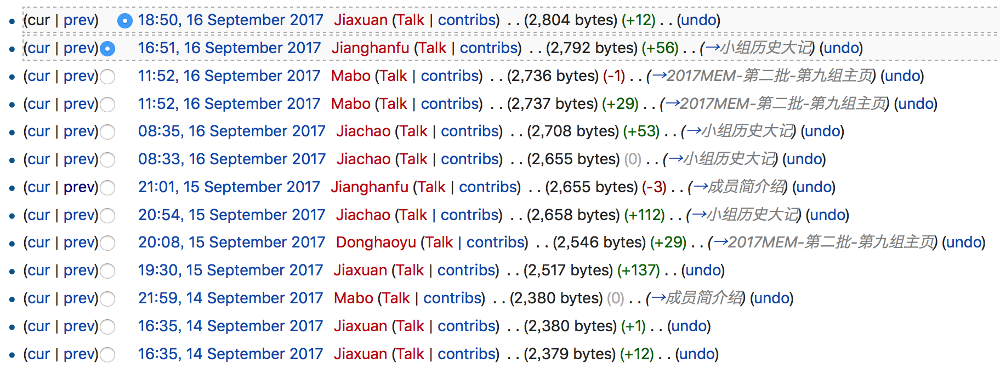 (cur | prev) 18:50, 16 September 2017 Jiaxuan (Talk | contribs) . . (2,804 bytes) (+12) . . (undo)
(cur | prev) 16:51, 16 September 2017 Jianghanfu (Talk | contribs) . . (2,792 bytes) (+56) . . (→小组历史大记) (undo)
(cur | prev) 11:52, 16 September 2017 Mabo (Talk | contribs) . . (2,736 bytes) (-1) . . (→2017MEM-第二批-第九组主页) (undo)
(cur | prev) 11:52, 16 September 2017 Mabo (Talk | contribs) . . (2,737 bytes) (+29) . . (→2017MEM-第二批-第九组主页) (undo)
(cur | prev) 08:35, 16 September 2017 Jiachao (Talk | contribs) . . (2,708 bytes) (+53) . . (→小组历史大记) (undo)
(cur | prev) 08:33, 16 September 2017 Jiachao (Talk | contribs) . . (2,655 bytes) (0) . . (→小组历史大记) (undo)
(cur | prev) 21:01, 15 September 2017 Jianghanfu (Talk | contribs) . . (2,655 bytes) (-3) . . (→成员简介绍) (undo)
(cur | prev) 20:54, 15 September 2017 Jiachao (Talk | contribs) . . (2,658 bytes) (+112) . . (→小组历史大记) (undo)
(cur | prev) 20:08, 15 September 2017 Donghaoyu (Talk | contribs) . . (2,546 bytes) (+29) . . (→2017MEM-第二批-第九组主页) (undo)
(cur | prev) 19:30, 15 September 2017 Jiaxuan (Talk | contribs) . . (2,517 bytes) (+137) . . (undo)
(cur | prev) 21:59, 14 September 2017 Mabo (Talk | contribs) . . (2,380 bytes) (0) . . (→成员简介绍) (undo)
(cur | prev) 16:35, 14 September 2017 Jiaxuan (Talk | contribs) . . (2,380 bytes) (+1) . . (undo)
(cur | prev) 16:35, 14 September 2017 Jiaxuan (Talk | contribs) . . (2,379 bytes) (+12) . . (undo)